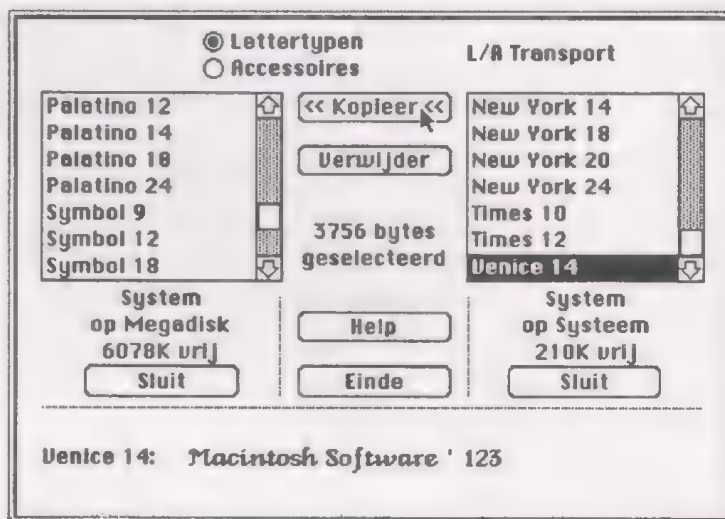 Lettertypen
Accessoires
L/A Transport
Palatino 12
Palatino 14
Palatino 18
Palatino 24
Symbol 9
Symbol 12
Symbol 18
<< Kopieer <<
Verwijder
3756 bytes
geselecteerd
New York 14
New York 18
New York 20
New York 24
Times 10
Times 12
Venice 14
System
op Megadisk
6078K vrij
Sluit
Help
Einde
System
op Systeem
210K vrij
Sluit
Venice 14: Macintosh Software ' 123